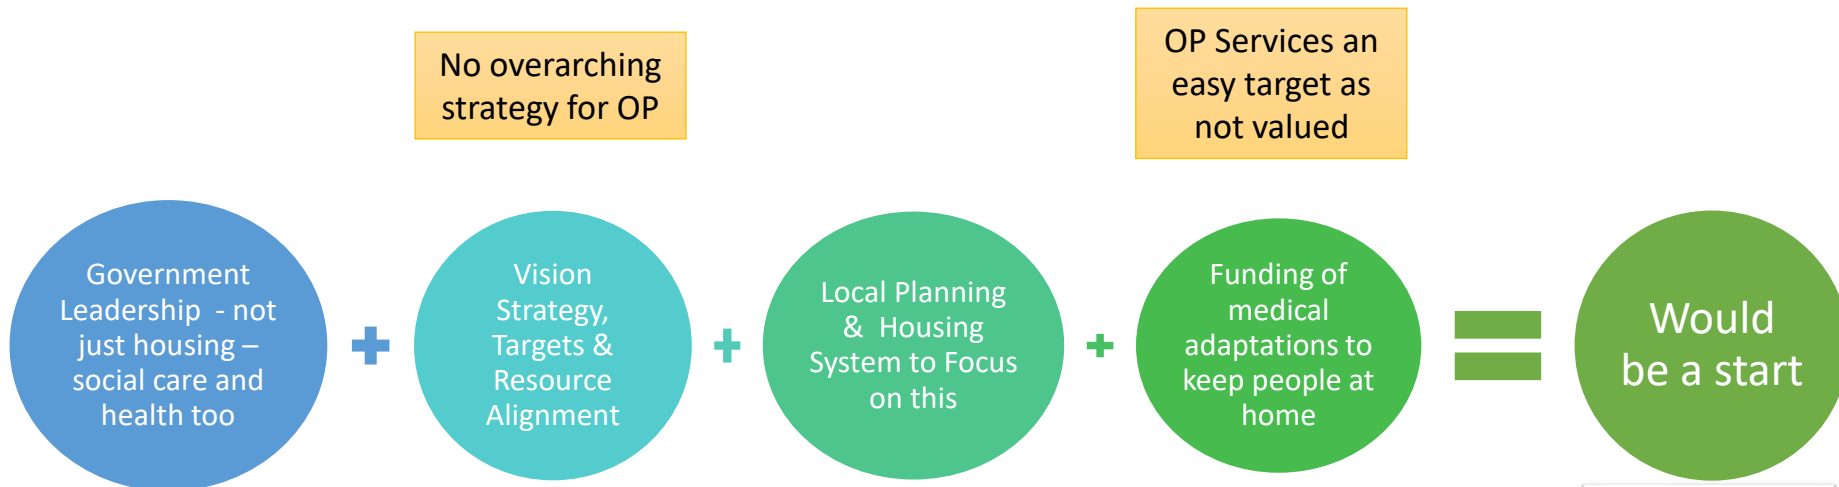 No overarching
strategy for OP
OP Services an
easy target as
not valued
Government
Leadership - not
just housing –
social care and
health too
Vision
Strategy,
Targets &
Resource
Alignment
Local Planning
& Housing
System to Focus
on this
Funding of
medical
adaptations to
keep people at
home
Would
be a start